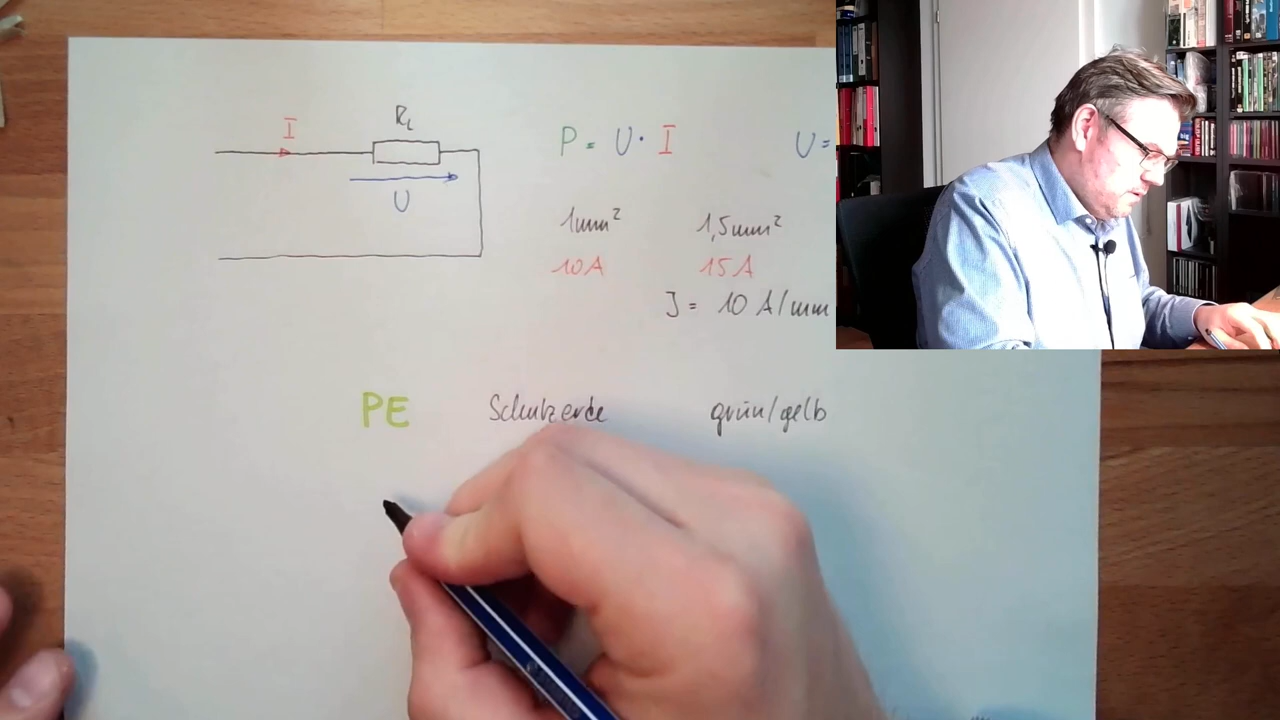 I
R_L
P = U · I
U =
U
1mm²
1,5mm²
10A
15A
J = 10 A/mm
PE
Schutzerde
grün/gelb